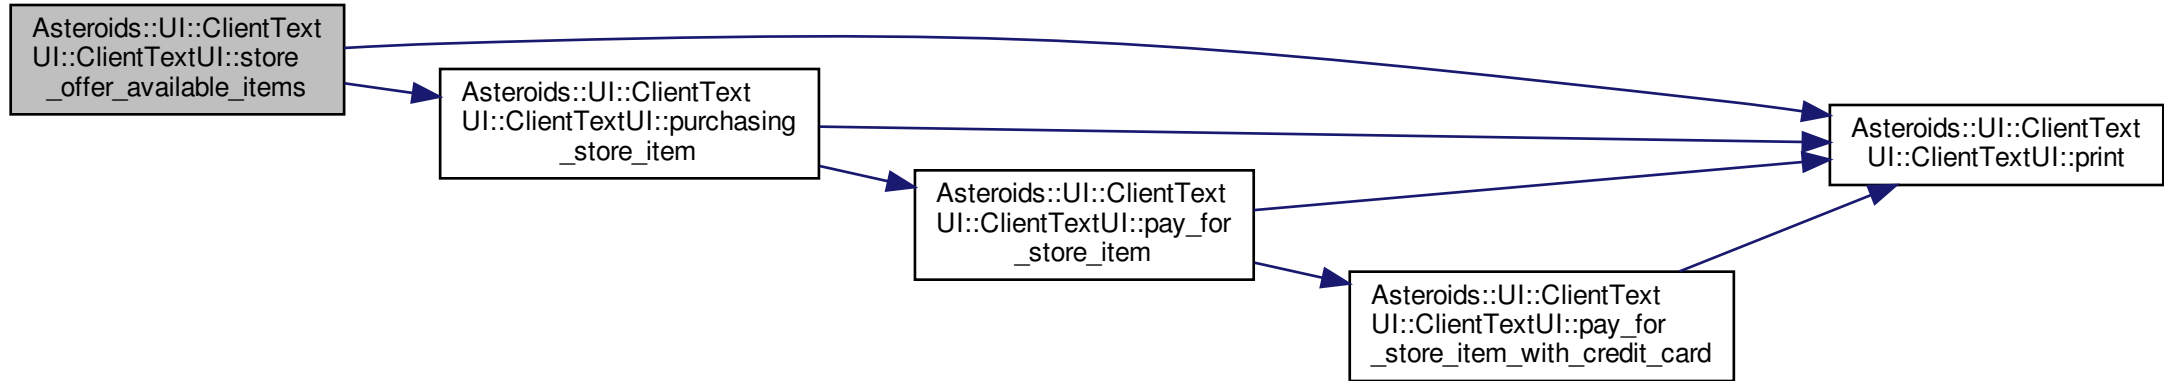 Asteroids::UI::ClientText
UI::ClientTextUI::store
_offer_available_items
Asteroids::UI::ClientText
UI::ClientTextUI::purchasing
_store_item
Asteroids::UI::ClientText
UI::ClientTextUI::pay_for
_store_item
Asteroids::UI::ClientText
UI::ClientTextUI::pay_for
_store_item_with_credit_card
Asteroids::UI::ClientText
UI::ClientTextUI::print